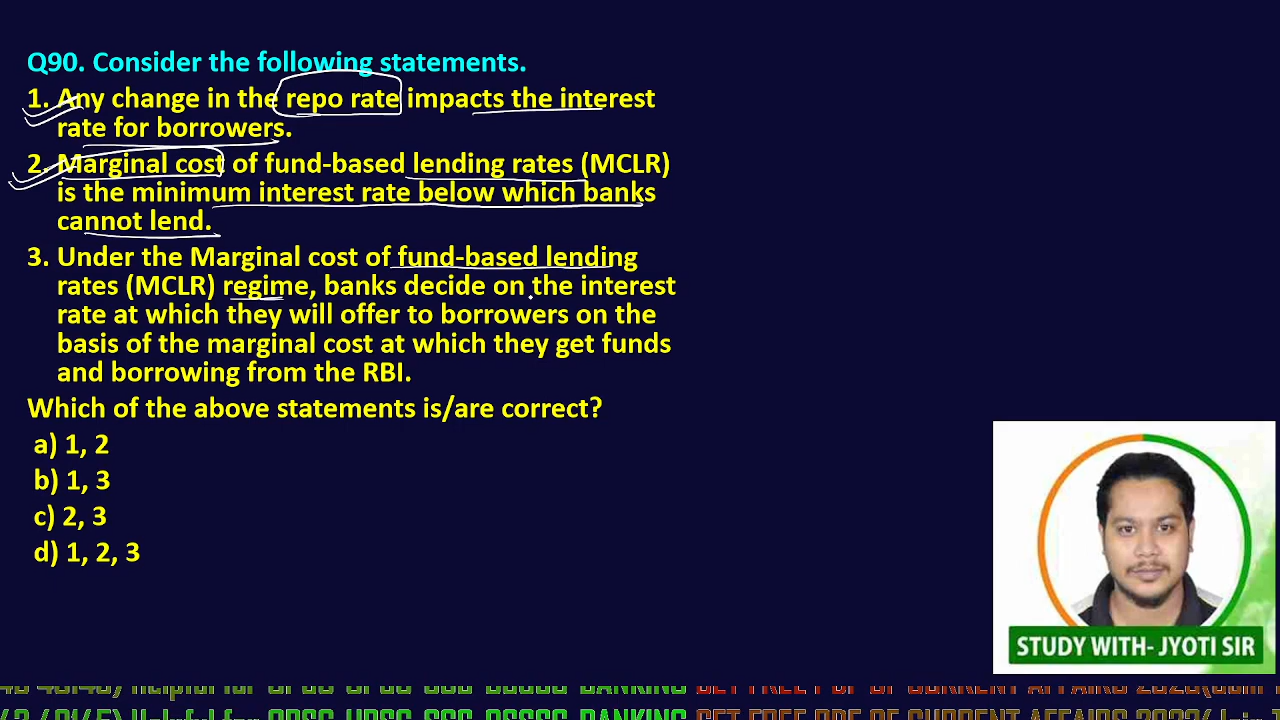 Q90. Consider the following statements.
1. Any change in the repo rate impacts the interest
rate for borrowers.
2. Marginal cost of fund-based lending rates (MCLR)
is the minimum interest rate below which banks
cannot lend.
3. Under the Marginal cost of fund-based lending
rates (MCLR) regime, banks decide on the interest
rate at which they will offer to borrowers on the
basis of the marginal cost at which they get funds
and borrowing from the RBI.
Which of the above statements is/are correct?
a) 1, 2
b) 1, 3
c) 2, 3
d) 1, 2, 3
STUDY WITH- JYOTI SIR